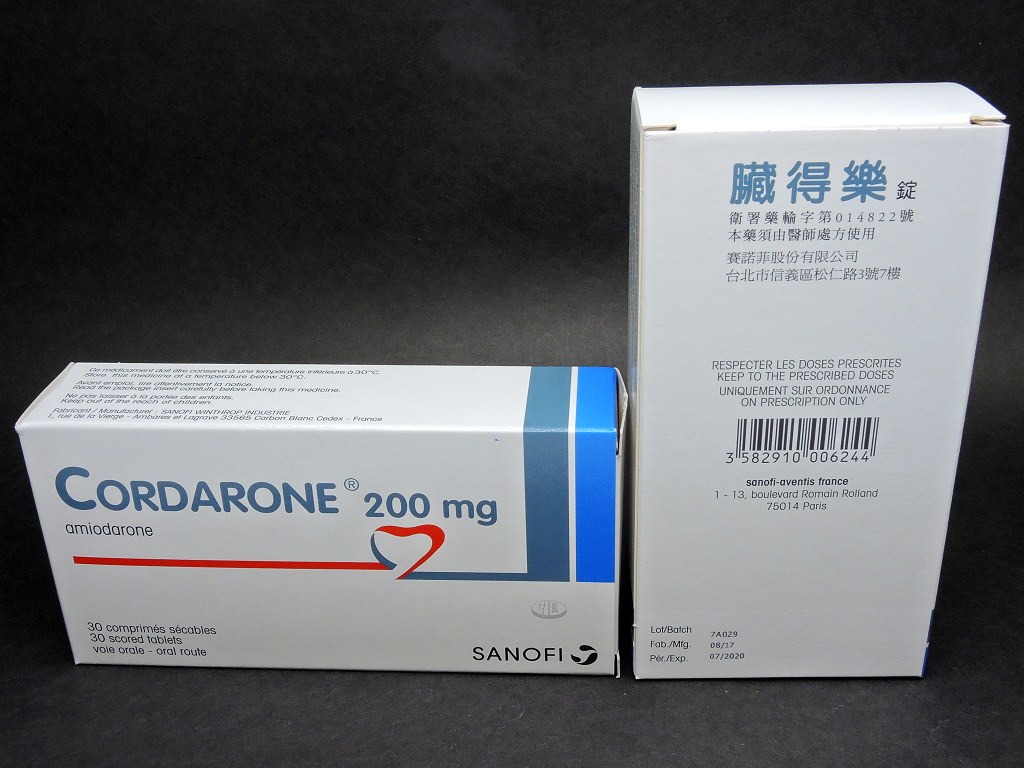 Ce médicament doit être conservé à une température inférieure à 30°C.
Store this medicine at a temperature below 30°C.
Avant emploi, lire attentivement la notice.
Read the package insert carefully before taking this medicine.
Ne pas laisser à la portée des enfants.
Keep out of the reach of children.
Fabricant / Manufacturer : SANOFI WINTHROP INDUSTRIE
1, rue de la Vierge - Ambares et Lagrave 33565 Carbon Blanc Cedex - France
CORDARONE® 200 mg
amiodarone
30 comprimés sécables
30 scored tablets
voie orale - oral route
SANOFI
臟得樂 錠
衛署藥輸字第014822號
本藥須由醫師處方使用
賽諾菲股份有限公司
台北市信義區松仁路3號7樓
RESPECTER LES DOSES PRESCRITES
KEEP TO THE PRESCRIBED DOSES
UNIQUEMENT SUR ORDONNANCE
ON PRESCRIPTION ONLY
3 582910 006244
sanofi-aventis france
1 - 13, boulevard Romain Rolland
75014 Paris
Lot/Batch 7A029
Fab./Mfg. 08/17
Pér./Exp. 07/2020